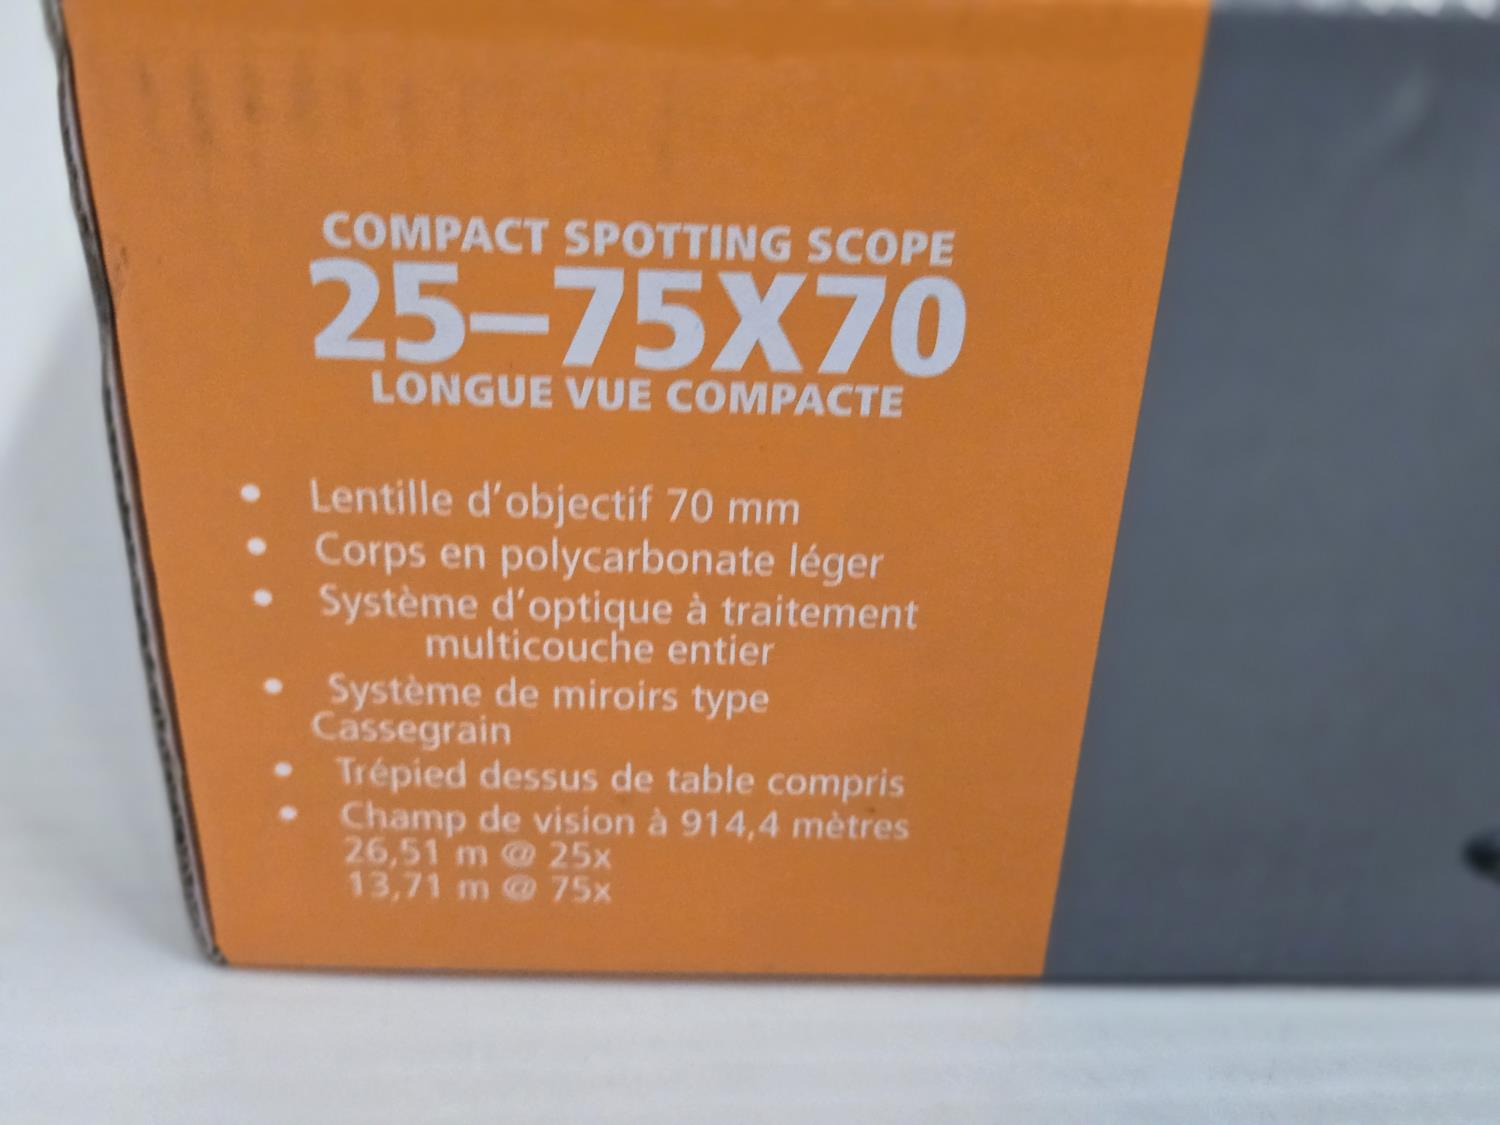 COMPACT SPOTTING SCOPE
25–75X70
LONGUE VUE COMPACTE
• Lentille d'objectif 70 mm
• Corps en polycarbonate léger
• Système d'optique à traitement
multicouche entier
• Système de miroirs type
Cassegrain
• Trépied dessus de table compris
• Champ de vision à 914,4 mètres
26,51 m @ 25x
13,71 m @ 75x